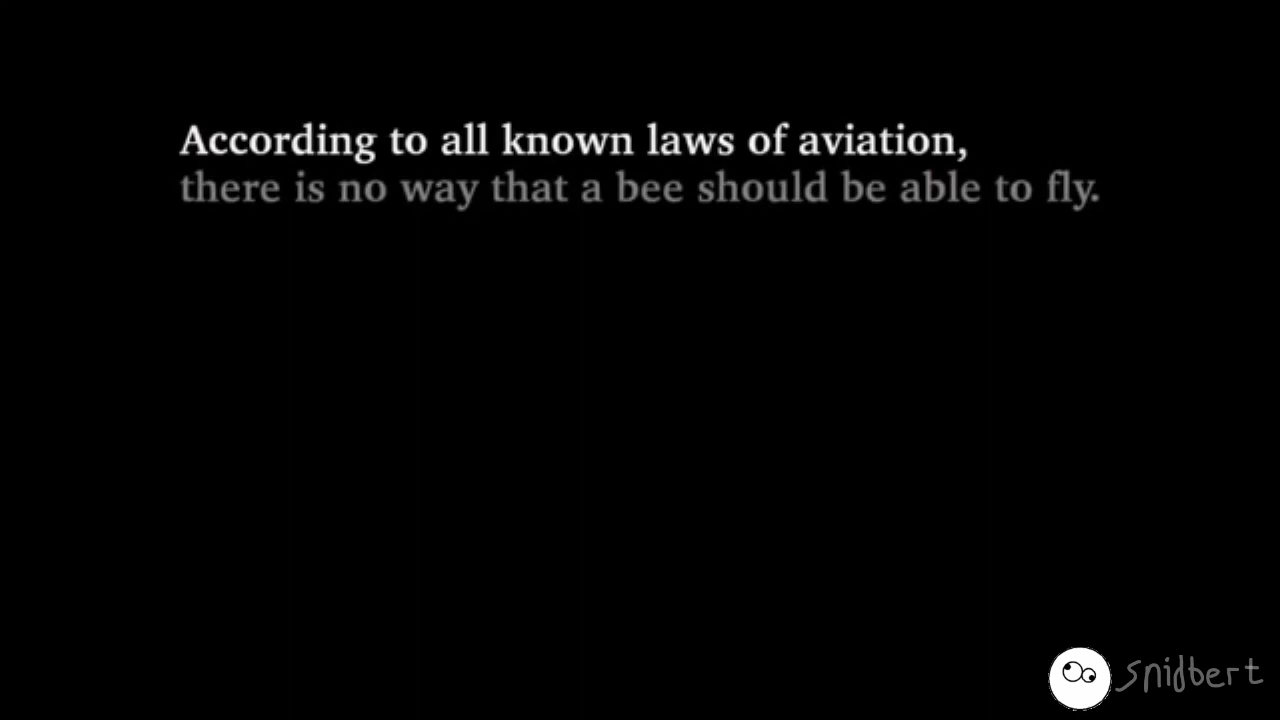 According to all known laws of aviation,
there is no way that a bee should be able to fly.
snidbert